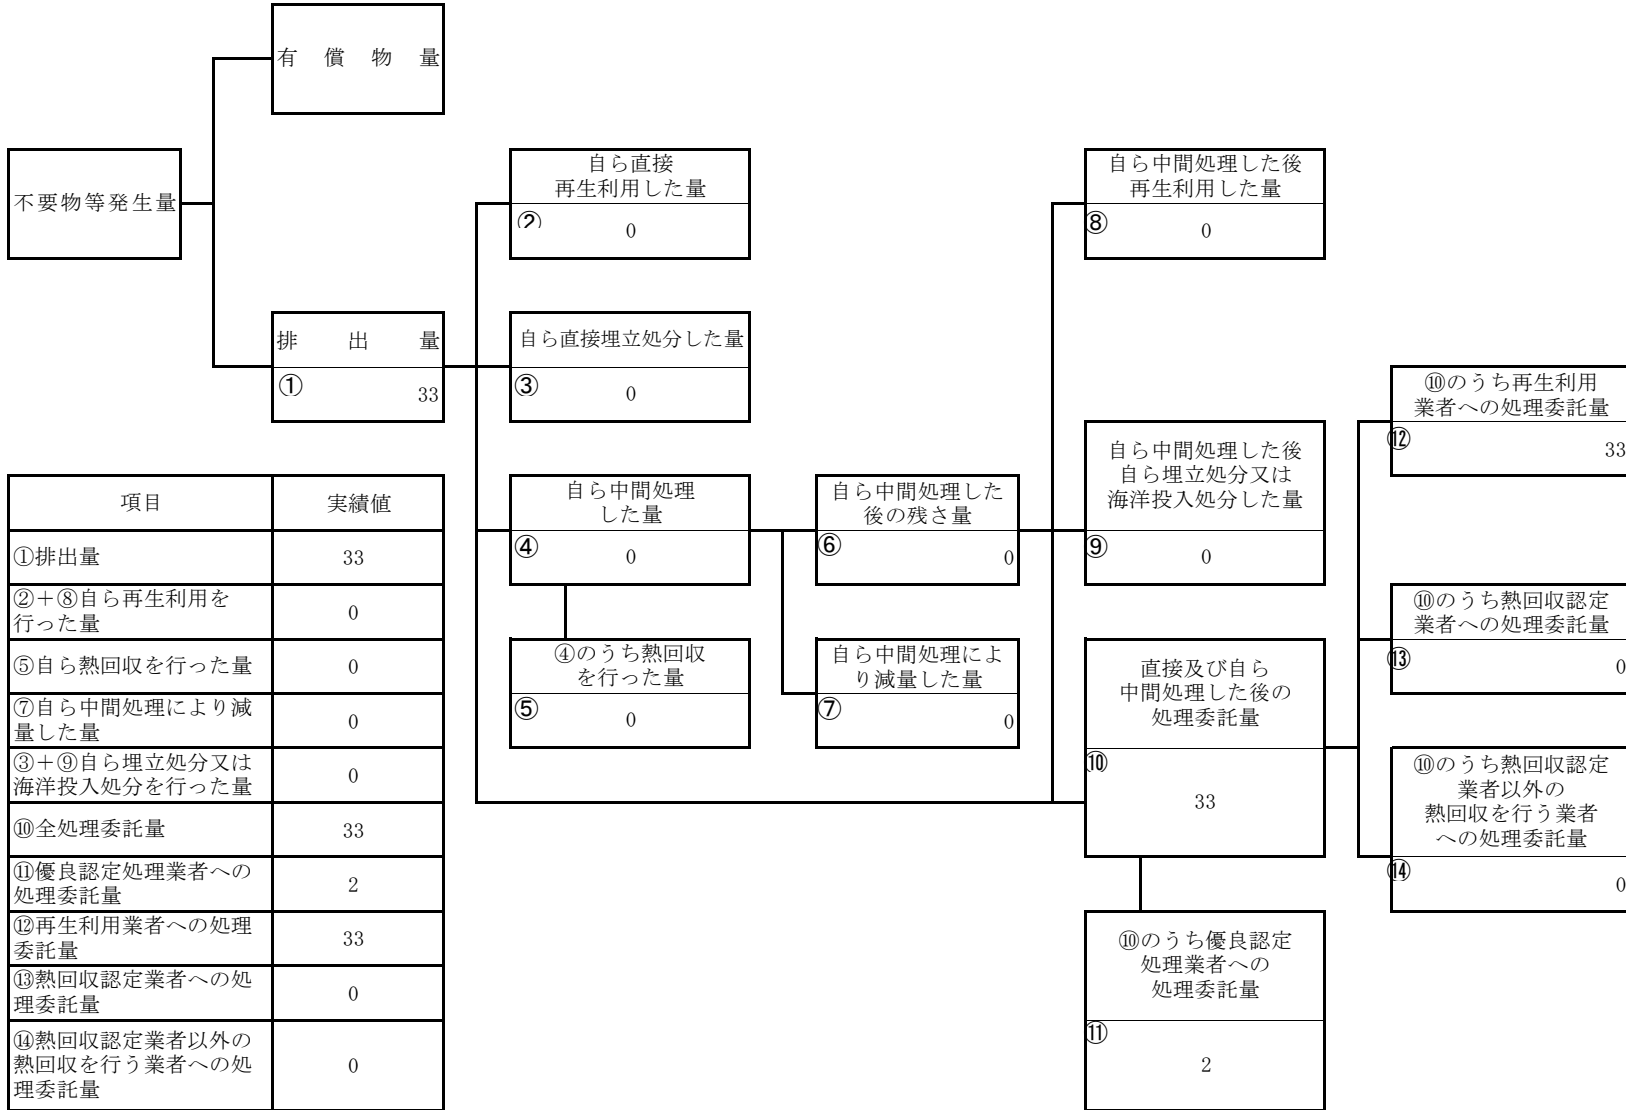 有償物量
不要物等発生量
排出量
① 33
自ら直接
再生利用した量
② 0
自ら直接埋立処分した量
③ 0
自ら中間処理
した量
④ 0
④のうち熱回収
を行った量
⑤ 0
自ら中間処理した
後の残さ量
⑥ 0
自ら中間処理によ
り減量した量
⑦ 0
自ら中間処理した後
再生利用した量
⑧ 0
自ら中間処理した後
自ら埋立処分又は
海洋投入処分した量
⑨ 0
直接及び自ら
中間処理した後の
処理委託量
⑩
33
⑩のうち優良認定
処理業者への
処理委託量
⑪
2
⑩のうち再生利用
業者への処理委託量
⑫ 33
⑩のうち熱回収認定
業者への処理委託量
⑬ 0
⑩のうち熱回収認定
業者以外の
熱回収を行う業者
への処理委託量
⑭ 0
項目 実績値
①排出量 33
②+⑧自ら再生利用を
行った量 0
⑤自ら熱回収を行った量 0
⑦自ら中間処理により減
量した量 0
③+⑨自ら埋立処分又は
海洋投入処分を行った量 0
⑩全処理委託量 33
⑪優良認定処理業者への
処理委託量 2
⑫再生利用業者への処理
委託量 33
⑬熱回収認定業者への処
理委託量 0
⑭熱回収認定業者以外の
熱回収を行う業者への処
理委託量 0